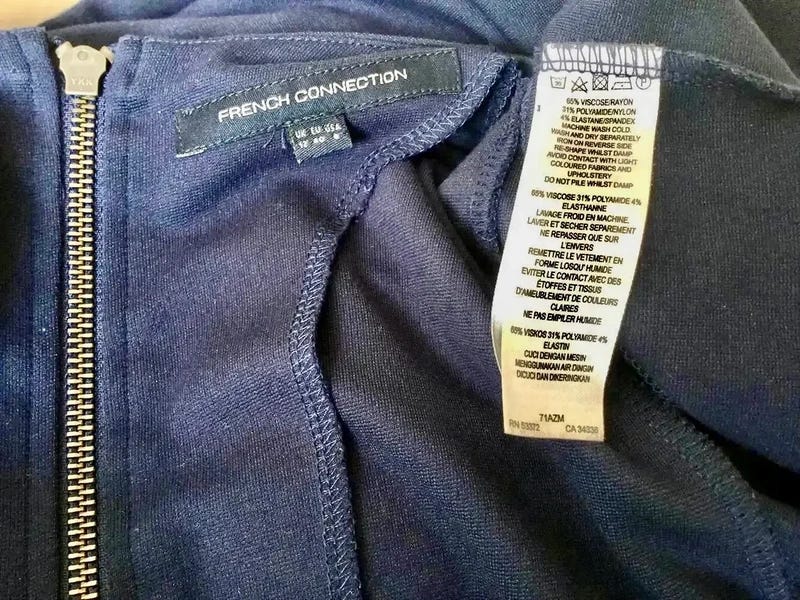 YKK
FRENCH CONNECTION
UK EU USA
1
65% VISCOSE/RAYON
31% POLYAMIDE/NYLON
4% ELASTANE/SPANDEX
MACHINE WASH COLD.
WASH AND DRY SEPARATELY
IRON ON REVERSE SIDE
RE-SHAPE WHILST DAMP
AVOID CONTACT WITH LIGHT
COLOURED FABRICS AND
UPHOLSTERY
DO NOT PILE WHILST DAMP
65% VISCOSE 31% POLYAMIDE 4%
ELASTHANNE
LAVAGE FROID EN MACHINE.
LAVER ET SECHER SEPAREMENT
NE REPASSER QUE SUR
L'ENVERS
REMETTRE LE VETEMENT EN
FORME LOSQU' HUMIDE
EVITER LE CONTACT AVEC DES
ÉTOFFES ET TISSUS
D'AMEUBLEMENT DE COULEURS
CLAIRES
NE PAS EMPILER HUMIDE
65% VISKOS 31% POLYAMIDE 4%
ELASTIN
CUCI DENGAN MESIN
MENGGUNAKAN AIR DINGIN
DICUCI DAN DIKERINGKAN
71AZM
RN 53372 CA 34336